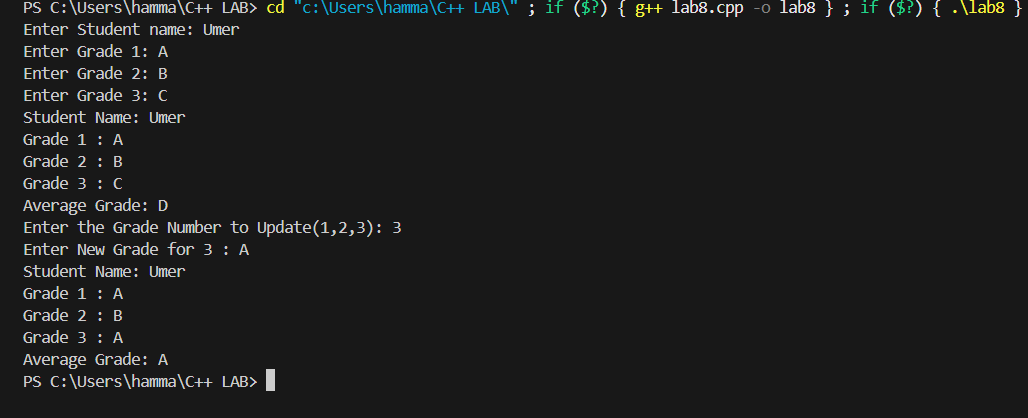 PS C:\Users\hamma\C++ LAB> cd "c:\Users\hamma\C++ LAB\" ; if ($?) { g++ lab8.cpp -o lab8 } ; if ($?) { .\lab8 }
Enter Student name: Umer
Enter Grade 1: A
Enter Grade 2: B
Enter Grade 3: C
Student Name: Umer
Grade 1 : A
Grade 2 : B
Grade 3 : C
Average Grade: D
Enter the Grade Number to Update(1,2,3): 3
Enter New Grade for 3 : A
Student Name: Umer
Grade 1 : A
Grade 2 : B
Grade 3 : A
Average Grade: A
PS C:\Users\hamma\C++ LAB>